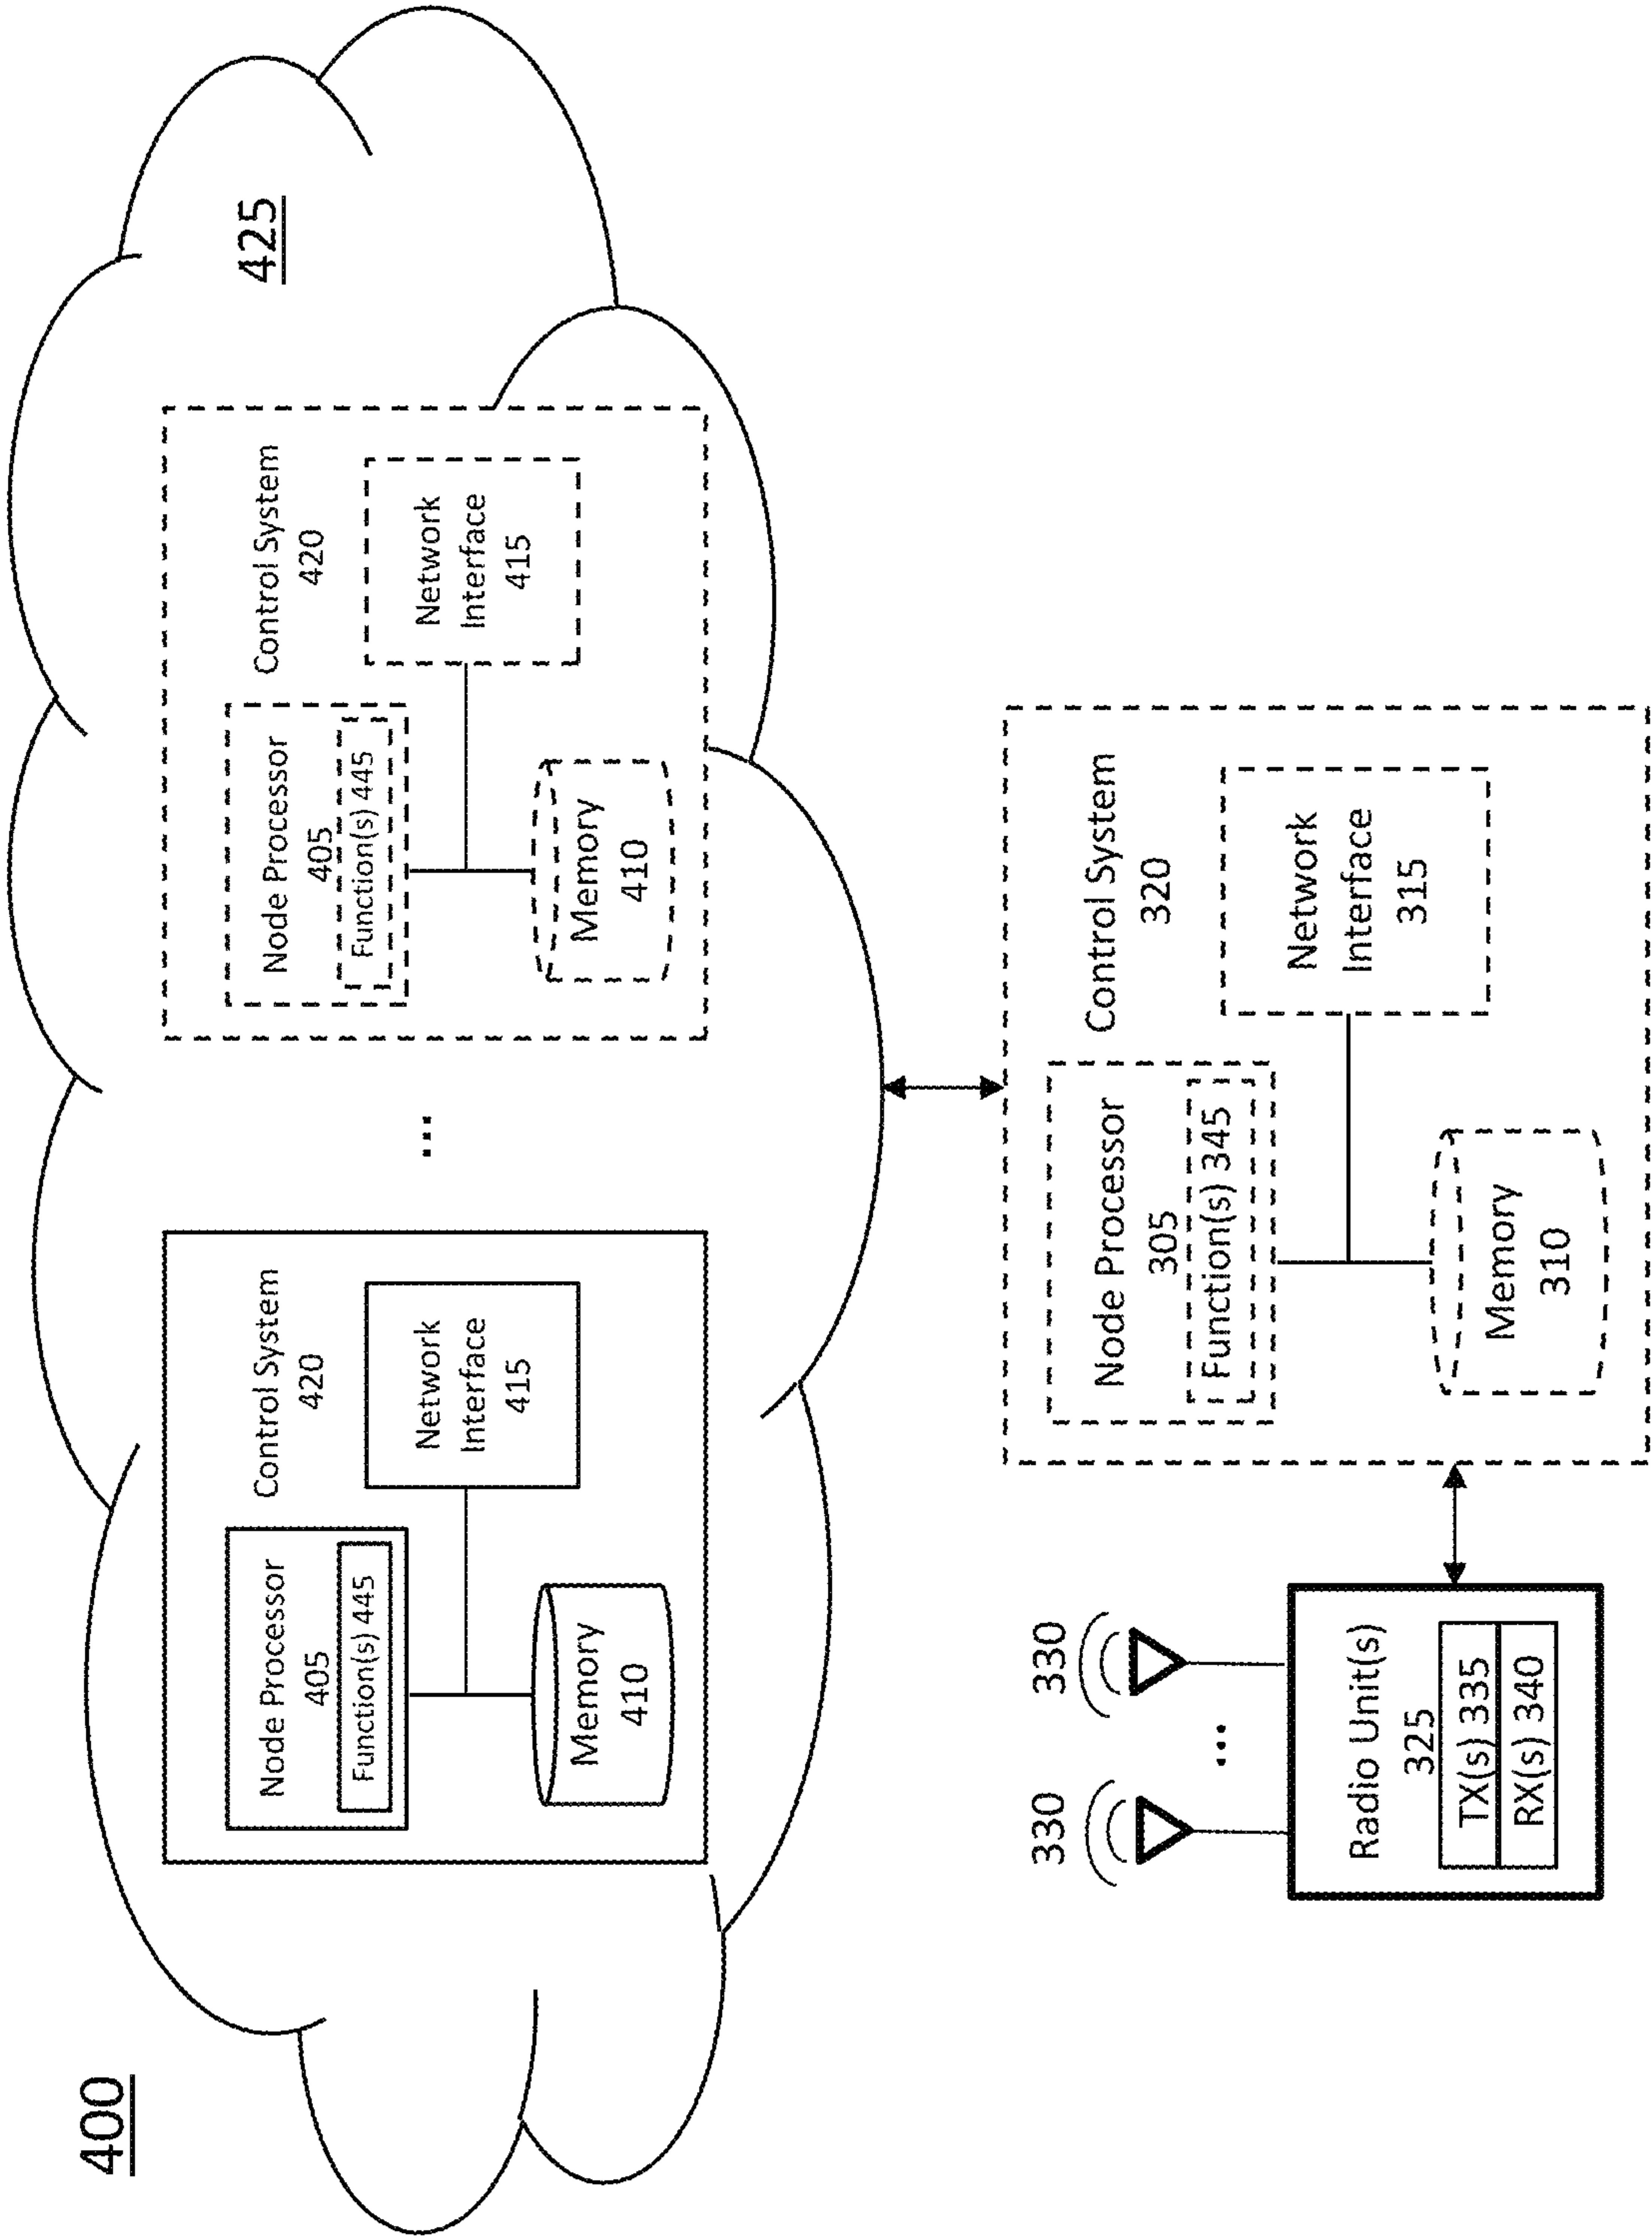 400
425
Control System
420
Node Processor
405
Function(s) 445
Network
Interface
415
Memory
410
...
Control System
420
Node Processor
405
Function(s) 445
Network
Interface
415
Memory
410
330
...
330
Radio Unit(s)
325
TX(s) 335
RX(s) 340
Control System
320
Node Processor
305
Function(s) 345
Network
Interface
315
Memory
310